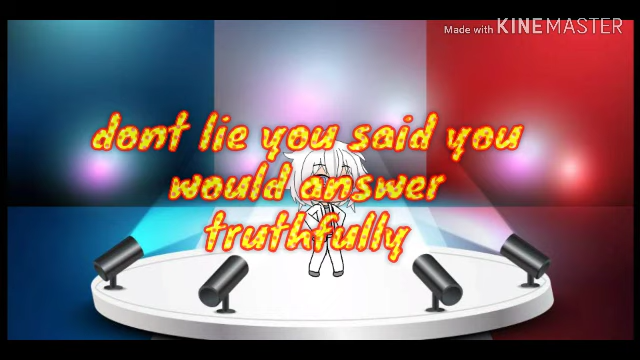 Made with KINEMASTER
dont lie you said you
would answer
truthfully